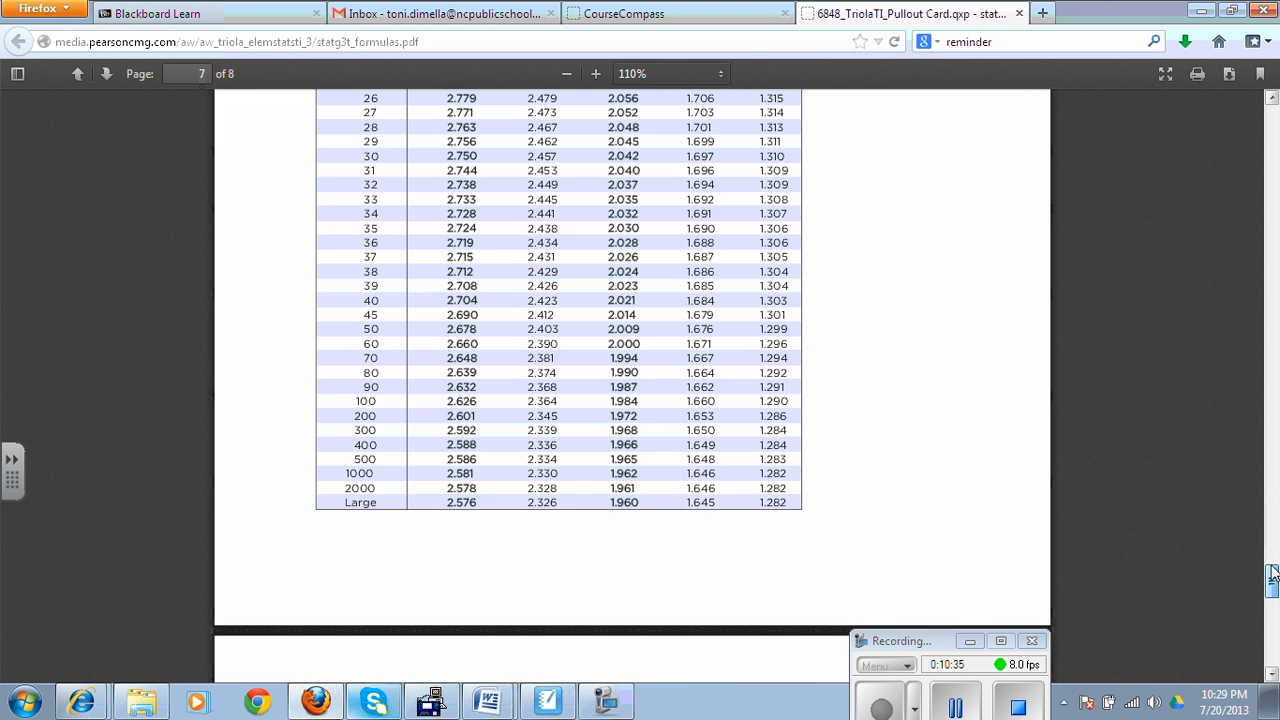 Firefox
Blackboard Learn
Inbox - toni.dimella@ncpublicschool...
CourseCompass
6848_TriolaTI_Pullout Card.qxp - stat...
media.pearsoncmg.com/aw/aw_triola_elemstatsti_3/statg3t_formulas.pdf
reminder
Page: 7 of 8
110%
26 2.779 2.479 2.056 1.706 1.315
27 2.771 2.473 2.052 1.703 1.314
28 2.763 2.467 2.048 1.701 1.313
29 2.756 2.462 2.045 1.699 1.311
30 2.750 2.457 2.042 1.697 1.310
31 2.744 2.453 2.040 1.696 1.309
32 2.738 2.449 2.037 1.694 1.309
33 2.733 2.445 2.035 1.692 1.308
34 2.728 2.441 2.032 1.691 1.307
35 2.724 2.438 2.030 1.690 1.306
36 2.719 2.434 2.028 1.688 1.306
37 2.715 2.431 2.026 1.687 1.305
38 2.712 2.429 2.024 1.686 1.304
39 2.708 2.426 2.023 1.685 1.304
40 2.704 2.423 2.021 1.684 1.303
45 2.690 2.412 2.014 1.679 1.301
50 2.678 2.403 2.009 1.676 1.299
60 2.660 2.390 2.000 1.671 1.296
70 2.648 2.381 1.994 1.667 1.294
80 2.639 2.374 1.990 1.664 1.292
90 2.632 2.368 1.987 1.662 1.291
100 2.626 2.364 1.984 1.660 1.290
200 2.601 2.345 1.972 1.653 1.286
300 2.592 2.339 1.968 1.650 1.284
400 2.588 2.336 1.966 1.649 1.284
500 2.586 2.334 1.965 1.648 1.283
1000 2.581 2.330 1.962 1.646 1.282
2000 2.578 2.328 1.961 1.646 1.282
Large 2.576 2.326 1.960 1.645 1.282
Recording...
Menu 0:10:35 8.0 fps
10:29 PM
7/20/2013